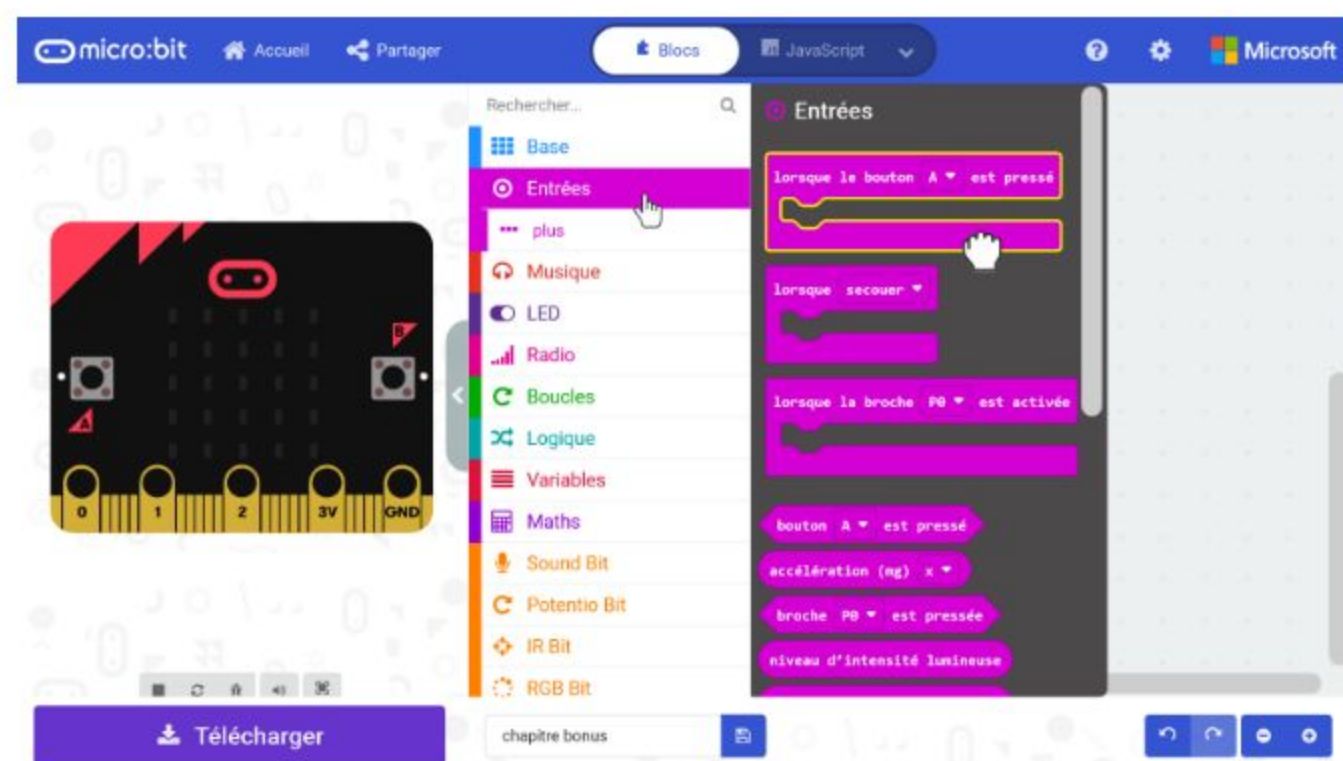 micro:bit Accueil Partager Blocs JavaScript Microsoft
Rechercher...
Base
Entrées
plus
Musique
LED
Radio
Boucles
Logique
Variables
Maths
Sound Bit
Potentio Bit
IR Bit
RGB Bit
Entrées
lorsque le bouton A est pressé
lorsque secouer
lorsque la broche P0 est activée
bouton A est pressé
accélération (mg) x
broche P0 est pressée
niveau d'intensité lumineuse
B
A
0 1 2 3V GND
Télécharger
chapitre bonus